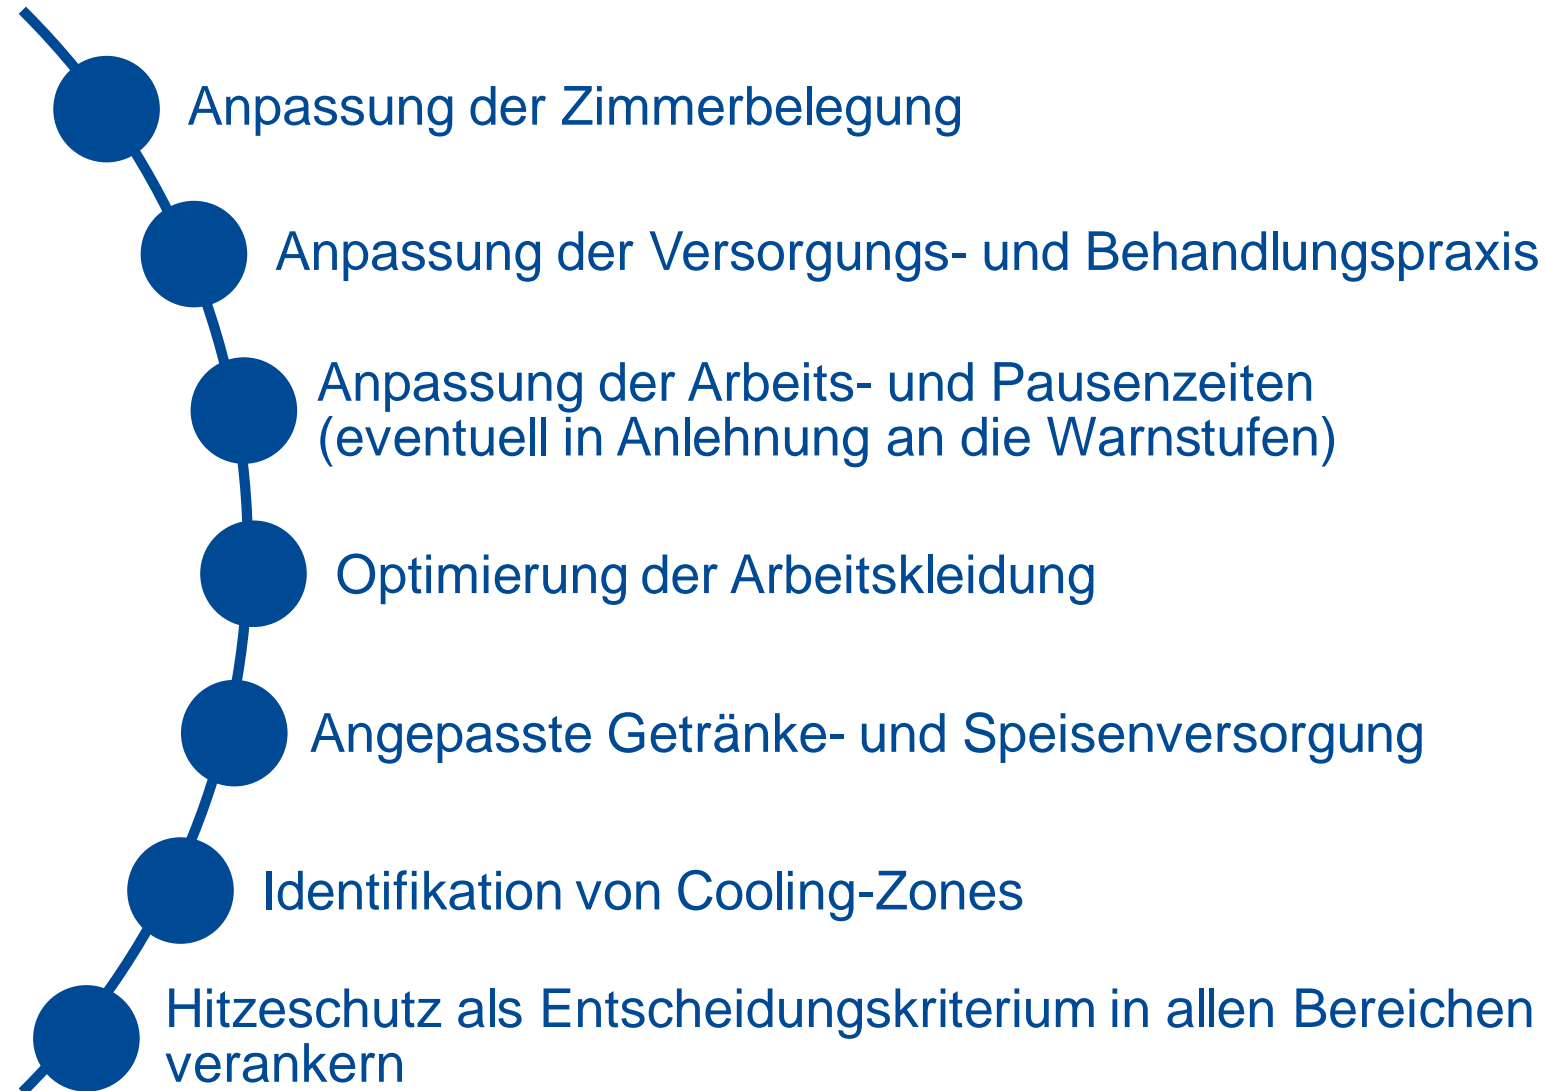 Anpassung der Zimmerbelegung
Anpassung der Versorgungs- und Behandlungspraxis
Anpassung der Arbeits- und Pausenzeiten
(eventuell in Anlehnung an die Warnstufen)
Optimierung der Arbeitskleidung
Angepasste Getränke- und Speisenversorgung
Identifikation von Cooling-Zones
Hitzeschutz als Entscheidungskriterium in allen Bereichen
verankern